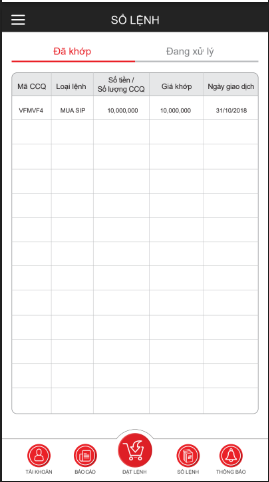 SỔ LỆNH
Đã khớp Đang xử lý
Mã CCQ Loại lệnh Số tiền / Số lượng CCQ Giá khớp Ngày giao dịch
VFMVF4 MUA SIP 10,000,000 10,000,000 31/10/2018
TÀI KHOẢN BÁO CÁO ĐẶT LỆNH SỔ LỆNH THÔNG BÁO